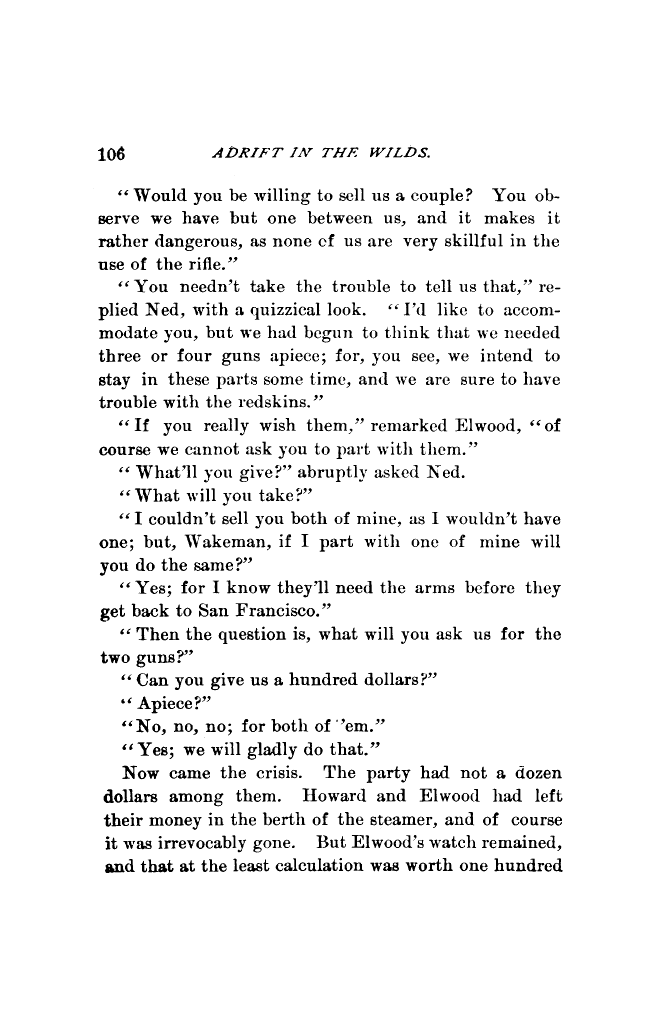 106 ADRIFT IN THE WILDS.
“Would you be willing to sell us a couple? You ob-
serve we have but one between us, and it makes it
rather dangerous, as none of us are very skillful in the
use of the rifle.”
“You needn't take the trouble to tell us that,” re-
plied Ned, with a quizzical look. “I'd like to accom-
modate you, but we had begun to think that we needed
three or four guns apiece; for, you see, we intend to
stay in these parts some time, and we are sure to have
trouble with the redskins.”
“If you really wish them,” remarked Elwood, “of
course we cannot ask you to part with them.”
“What'll you give?” abruptly asked Ned.
“What will you take?”
“I couldn't sell you both of mine, as I wouldn't have
one; but, Wakeman, if I part with one of mine will
you do the same?”
“Yes; for I know they'll need the arms before they
get back to San Francisco.”
“Then the question is, what will you ask us for the
two guns?”
“Can you give us a hundred dollars?”
“Apiece?”
“No, no, no; for both of 'em.”
“Yes; we will gladly do that.”
Now came the crisis. The party had not a dozen
dollars among them. Howard and Elwood had left
their money in the berth of the steamer, and of course
it was irrevocably gone. But Elwood's watch remained,
and that at the least calculation was worth one hundred